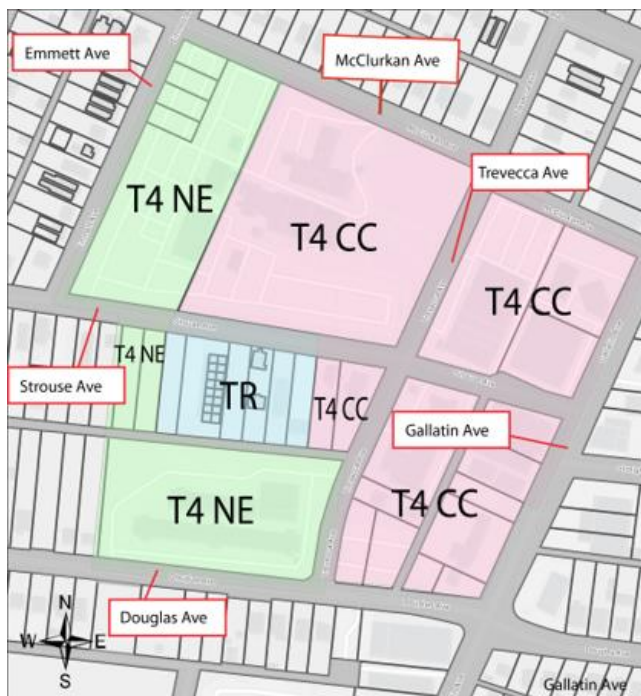 Emmett Ave
McClurkan Ave
Trevecca Ave
T4 NE
T4 CC
T4 CC
Strouse Ave
T4 NE
TR
T4 CC
Gallatin Ave
T4 CC
T4 NE
Douglas Ave
N
W E
S
Gallatin Ave